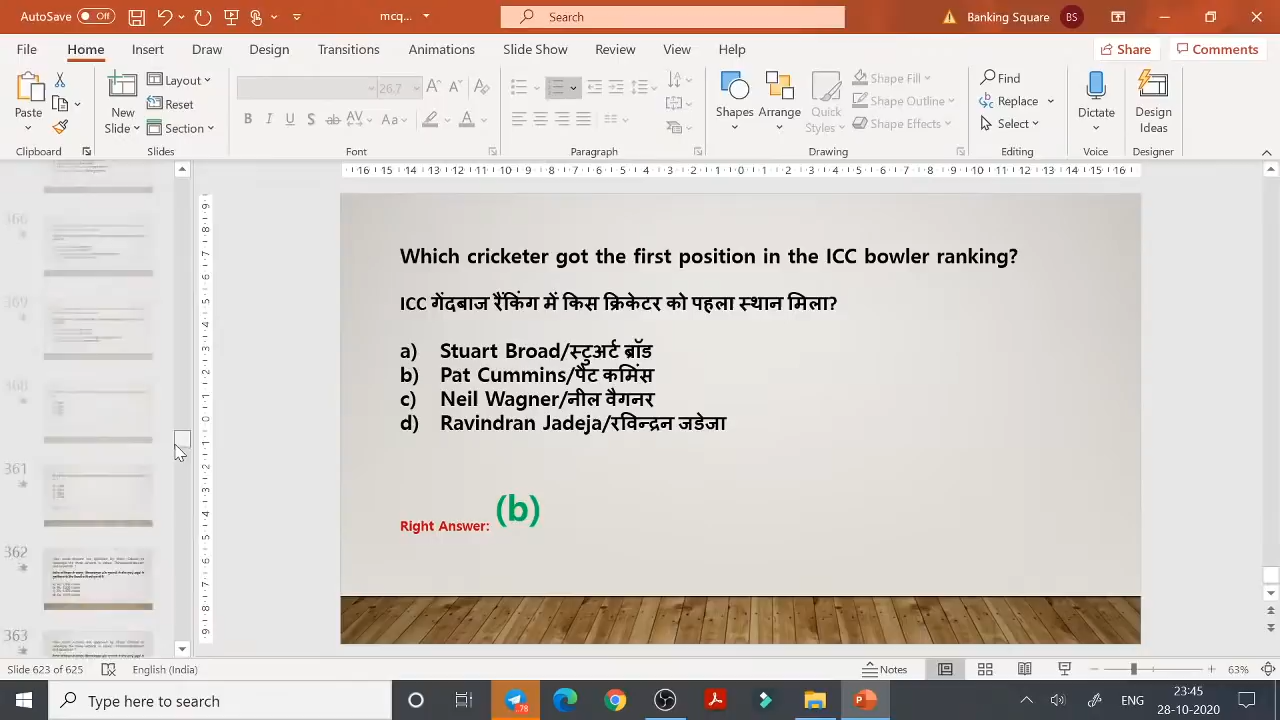 AutoSave Off mcq... Search Banking Square BS
File Home Insert Draw Design Transitions Animations Slide Show Review View Help Share Comments
Paste New Slide Layout Reset Section 26.7 Shapes Arrange Quick Styles Shape Fill Shape Outline Shape Effects Find Replace Select Dictate Design Ideas
Clipboard Slides Font Paragraph Drawing Editing Voice Designer
Which cricketer got the first position in the ICC bowler ranking?
ICC गेंदबाज रैंकिंग में किस क्रिकेटर को पहला स्थान मिला?
a) Stuart Broad/स्टुअर्ट ब्रॉड
b) Pat Cummins/पैट कमिंस
c) Neil Wagner/नील वैगनर
d) Ravindran Jadeja/रविन्द्रन जडेजा
Right Answer: (b)
361
362
363
Slide 623 of 625 English (India) Notes 63%
Type here to search ENG 23:45
28-10-2020